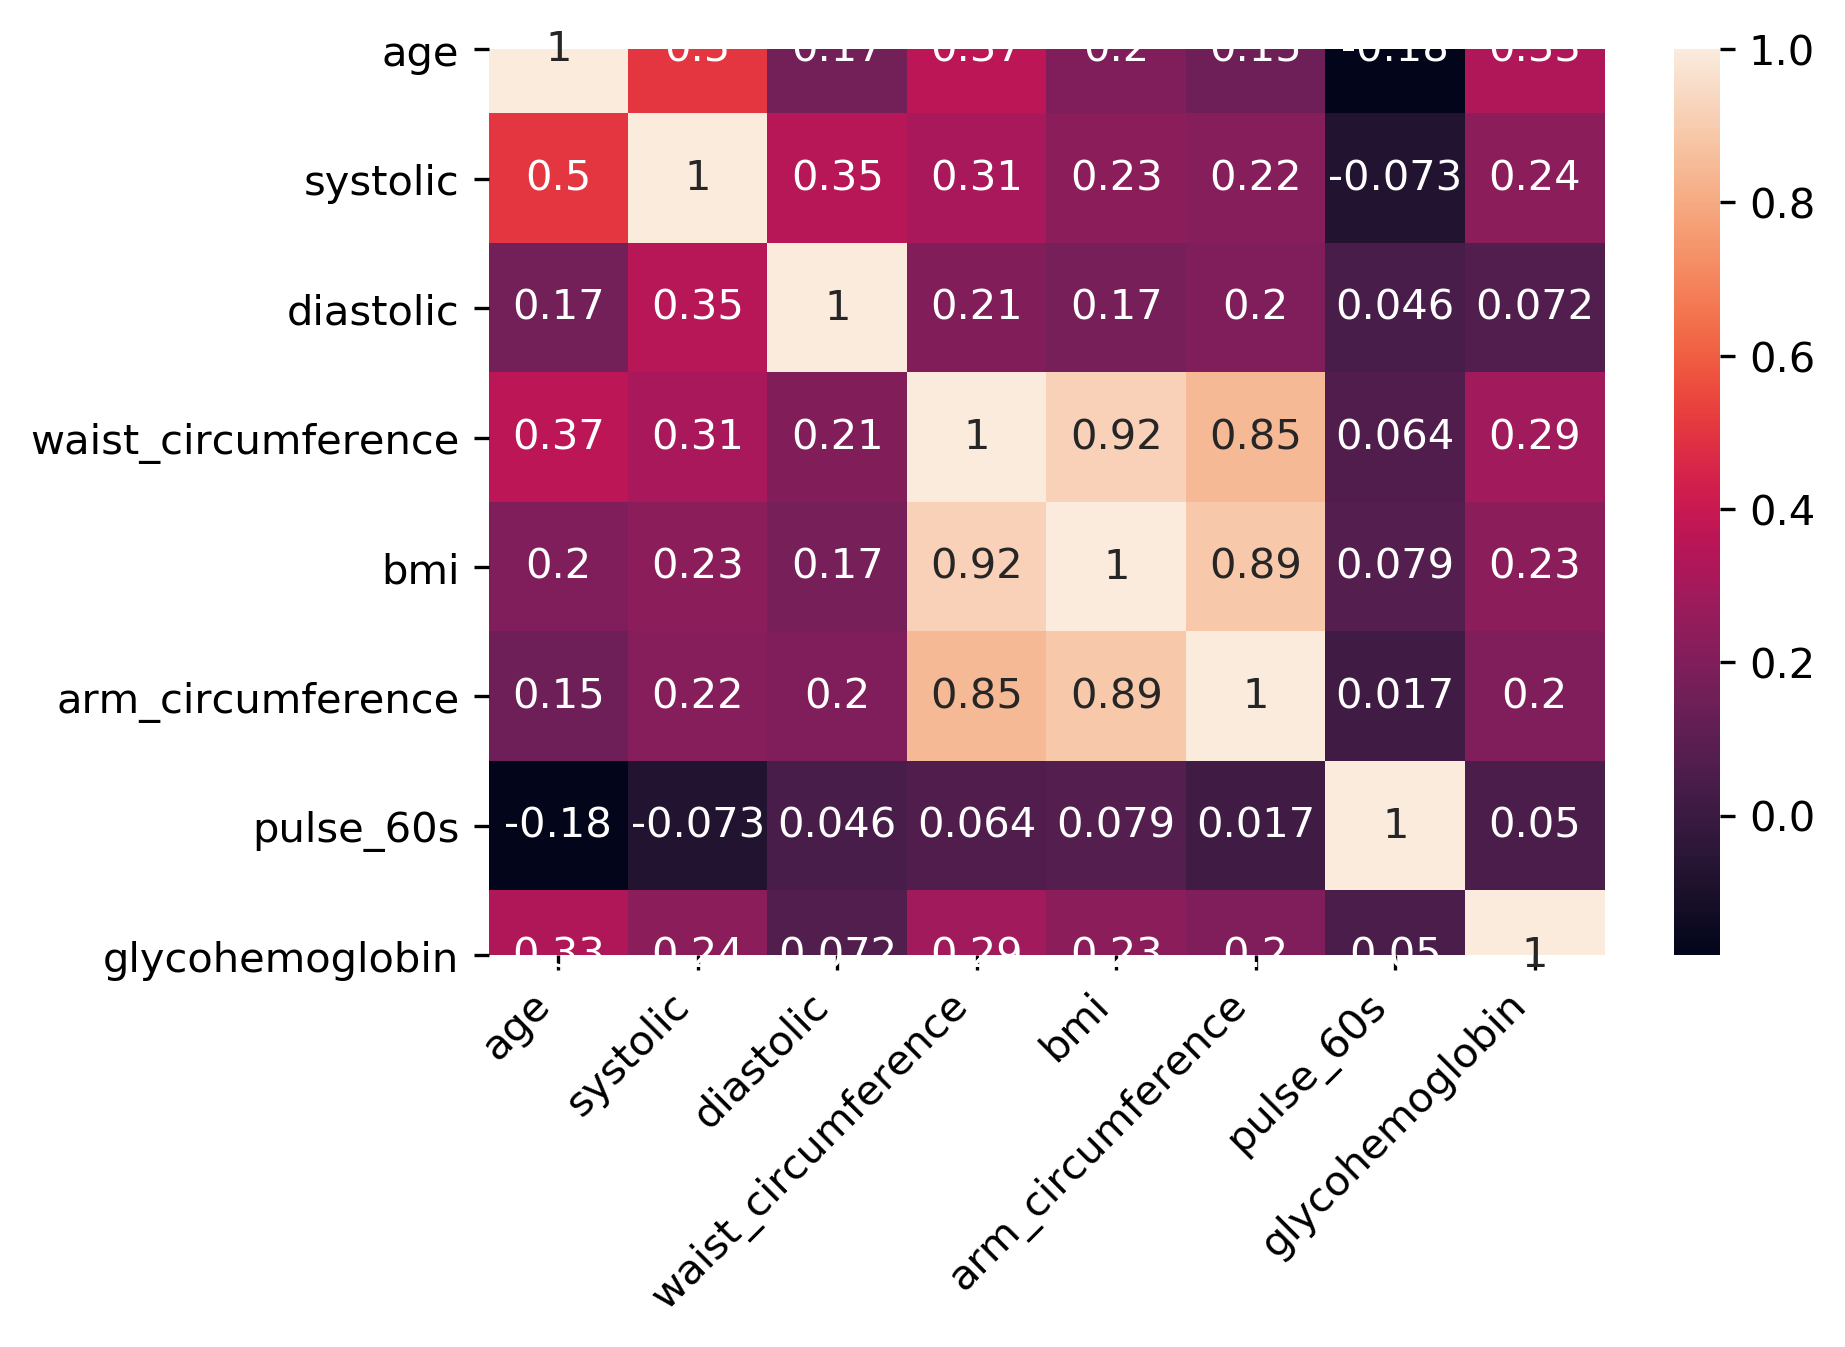 age 1 0.5 0.17 0.37 0.2 0.15 -0.18 0.33 1.0
systolic 0.5 1 0.35 0.31 0.23 0.22 -0.073 0.24 0.8
diastolic 0.17 0.35 1 0.21 0.17 0.2 0.046 0.072 0.6
waist_circumference 0.37 0.31 0.21 1 0.92 0.85 0.064 0.29 0.4
bmi 0.2 0.23 0.17 0.92 1 0.89 0.079 0.23
arm_circumference 0.15 0.22 0.2 0.85 0.89 1 0.017 0.2 0.2
pulse_60s -0.18 -0.073 0.046 0.064 0.079 0.017 1 0.05 0.0
glycohemoglobin 0.33 0.24 0.072 0.29 0.23 0.2 0.05 1
age systolic diastolic waist_circumference bmi arm_circumference pulse_60s glycohemoglobin